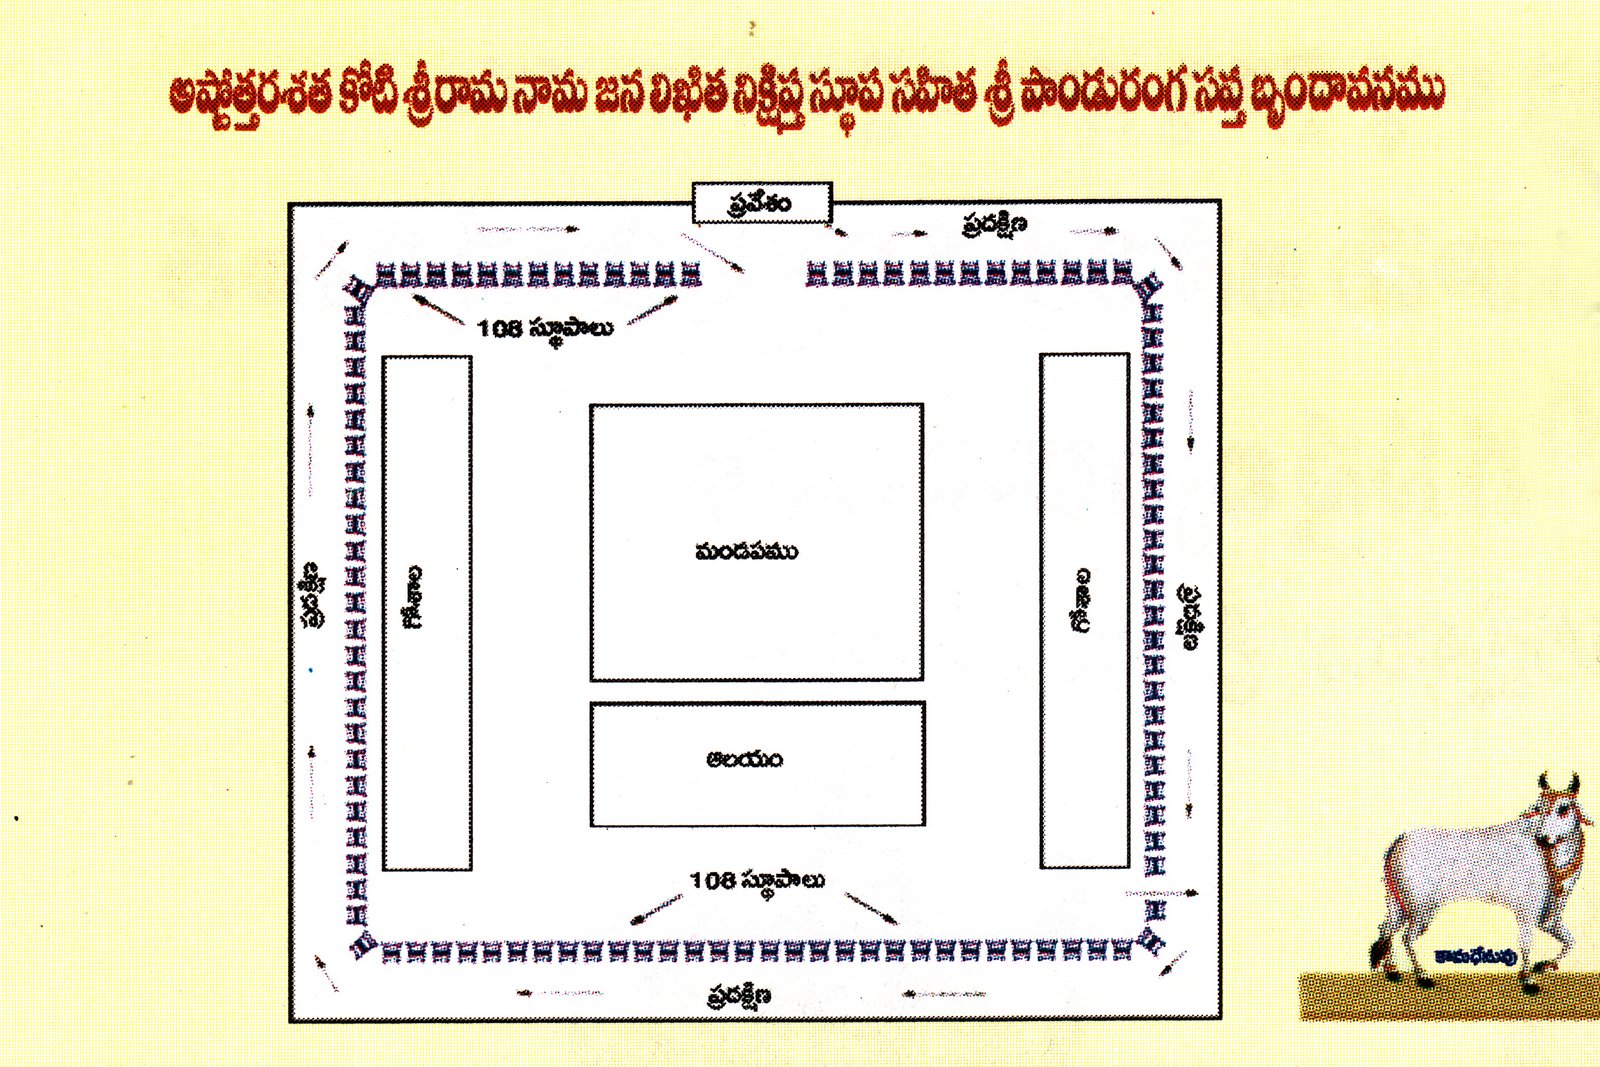 అష్టోత్తరశత కోటి శ్రీరామ నామ జన లిఖిత నిక్షిప్త స్థూప సహిత శ్రీ పాండురంగ సప్త బృందావనము
ప్రవేశం
ప్రదక్షిణ
108 స్థూపాలు
మండపము
ప్రదక్షిణ
గోశాల
గోశాల
ప్రదక్షిణ
ఆలయం
108 స్థూపాలు
కామధేనువు
ప్రదక్షిణ